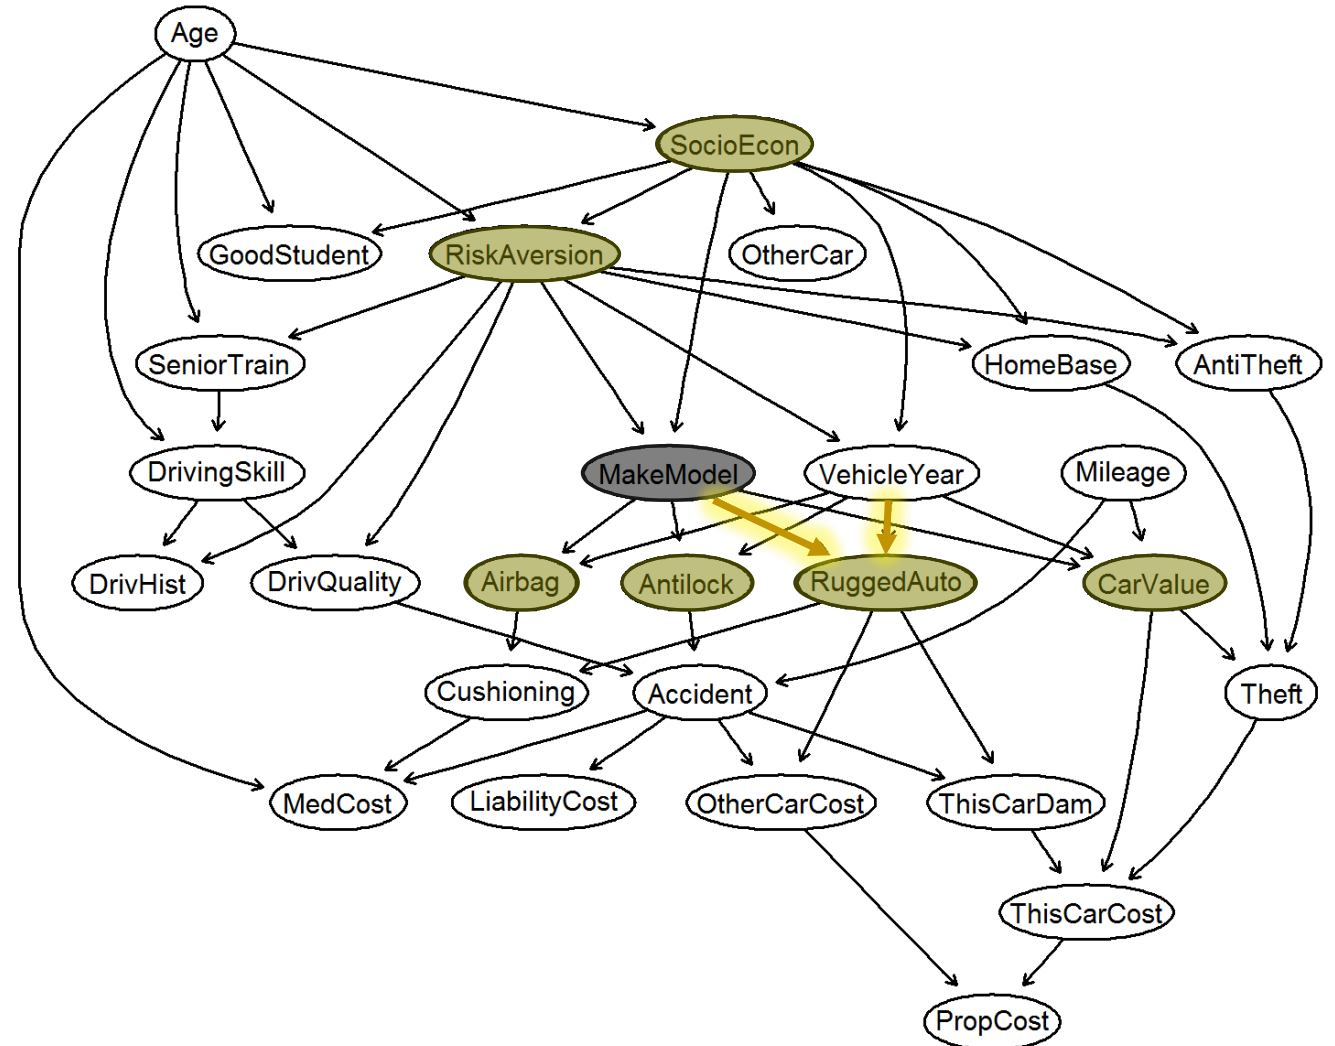 Age
SocioEcon
GoodStudent
RiskAversion
OtherCar
SeniorTrain
HomeBase
AntiTheft
DrivingSkill
MakeModel
VehicleYear
Mileage
DrivHist
DrivQuality
Airbag
Antilock
RuggedAuto
CarValue
Cushioning
Accident
Theft
MedCost
LiabilityCost
OtherCarCost
ThisCarDam
ThisCarCost
PropCost